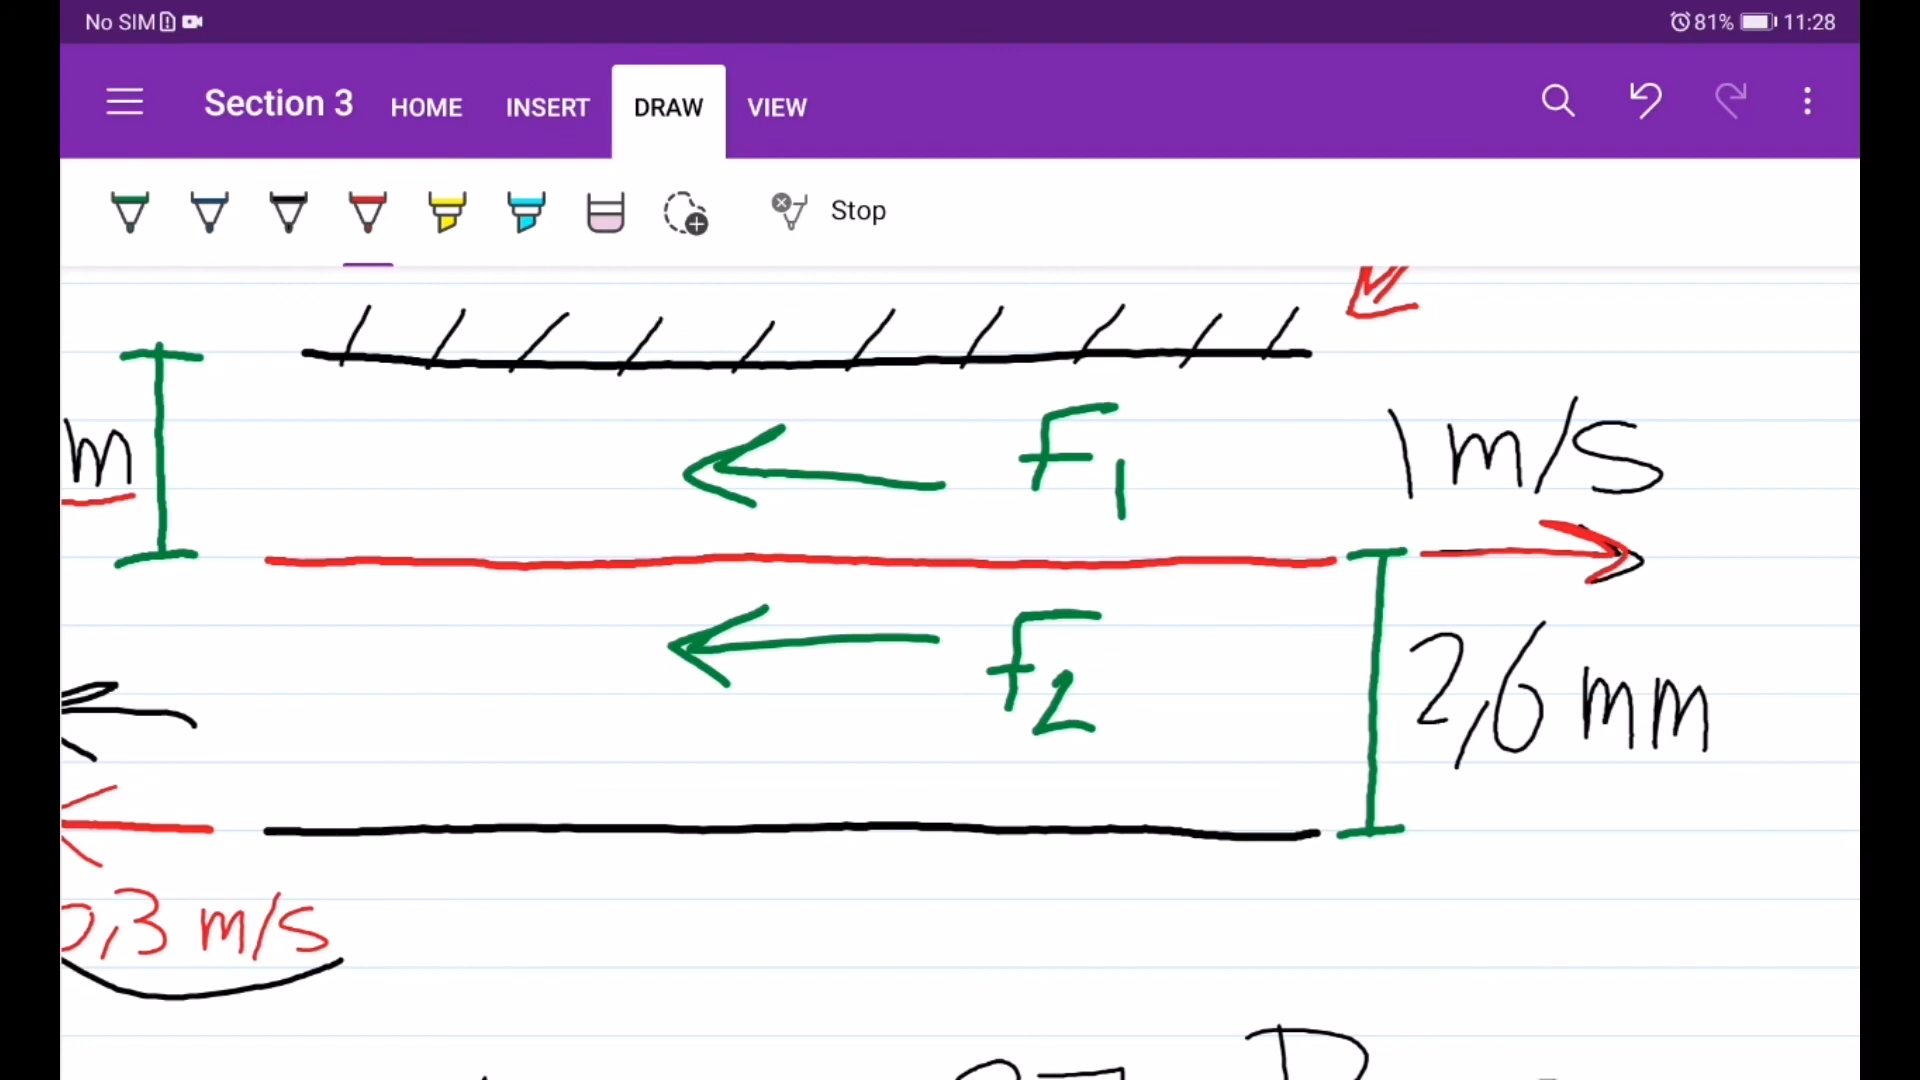 No SIM 81% 11:28
Section 3 HOME INSERT DRAW VIEW
Stop
F1 1 m/s
m
F2 2,6 mm
0,3 m/s